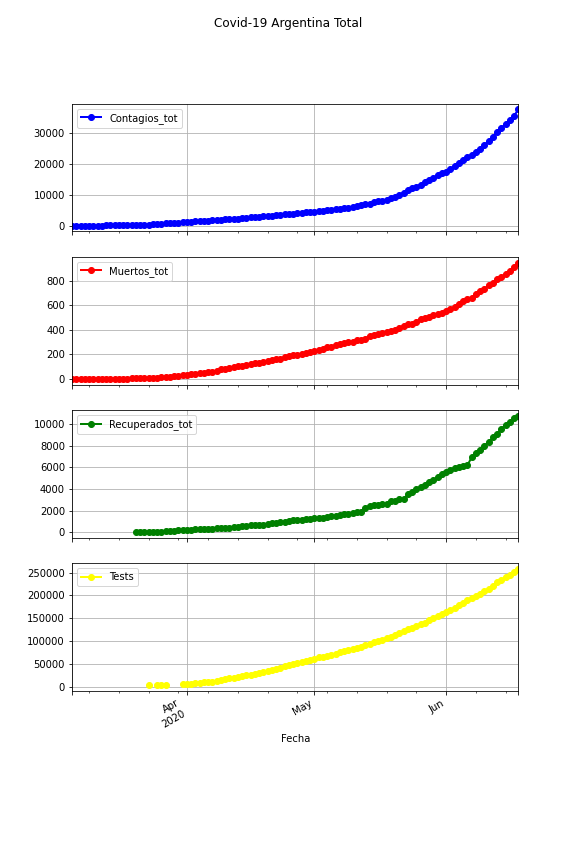 Covid-19 Argentina Total
Contagios_tot
30000
20000
10000
0
Muertos_tot
800
600
400
200
0
Recuperados_tot
10000
8000
6000
4000
2000
0
Tests
250000
200000
150000
100000
50000
0
Apr
2020
May
Jun
Fecha